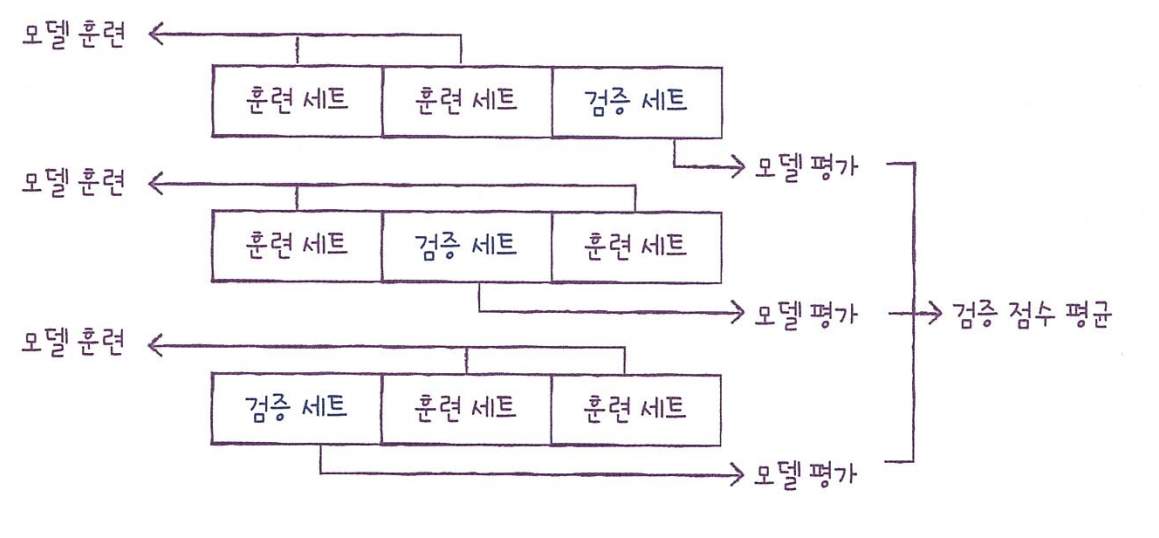 모델 훈련
훈련 세트 훈련 세트 검증 세트
모델 평가
모델 훈련
훈련 세트 검증 세트 훈련 세트
모델 평가
검증 점수 평균
모델 훈련
검증 세트 훈련 세트 훈련 세트
모델 평가